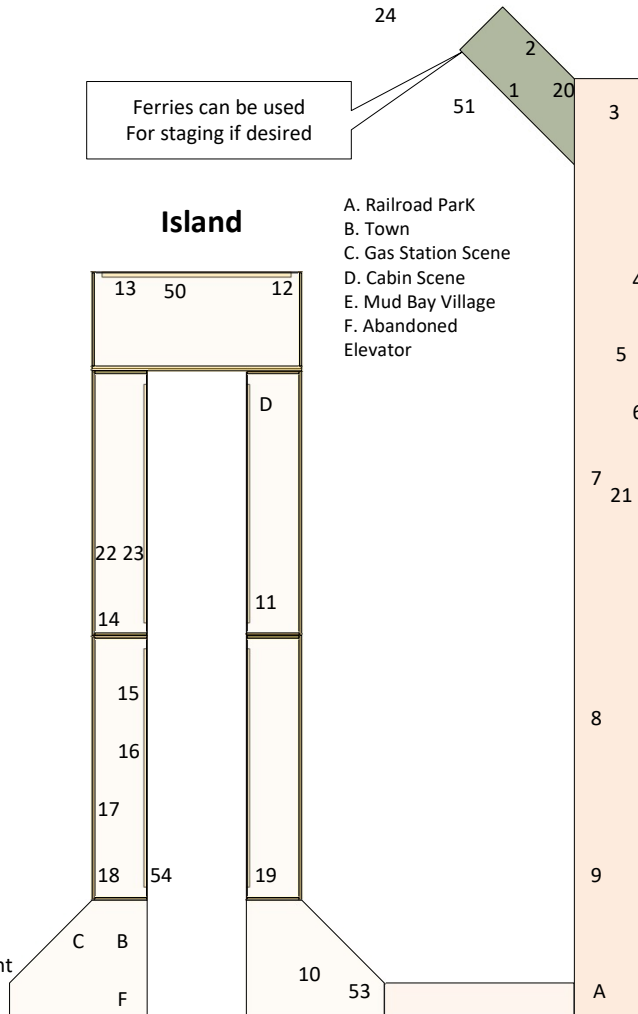 24
2
1
20
51
3
Ferries can be used
For staging if desired
Island
A. Railroad ParK
B. Town
C. Gas Station Scene
D. Cabin Scene
E. Mud Bay Village
F. Abandoned
Elevator
13 50 12
5
D
7
21
22 23
11
14
15
8
16
17
18 54 19 9
C B
10
53
F
A